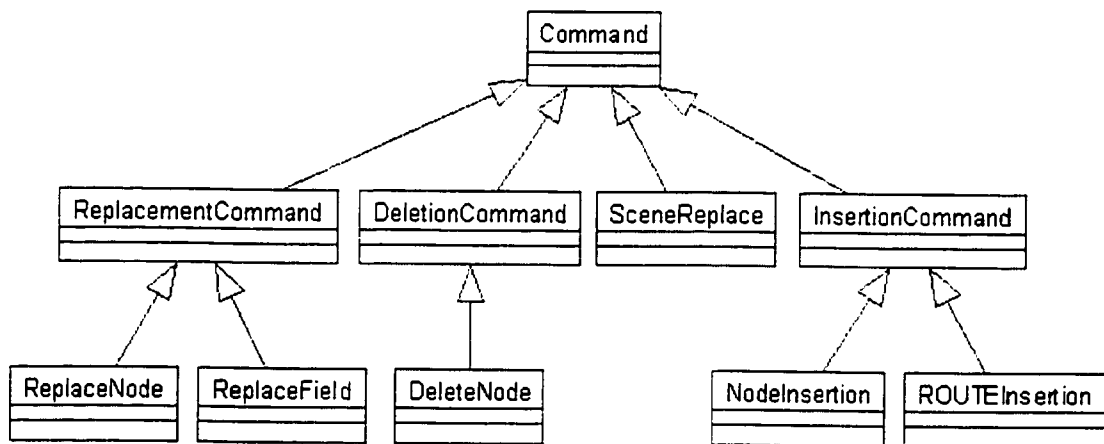 Command
ReplacementCommand
DeletionCommand
SceneReplace
InsertionCommand
ReplaceNode
ReplaceField
DeleteNode
NodeInsertion
ROUTEInsertion